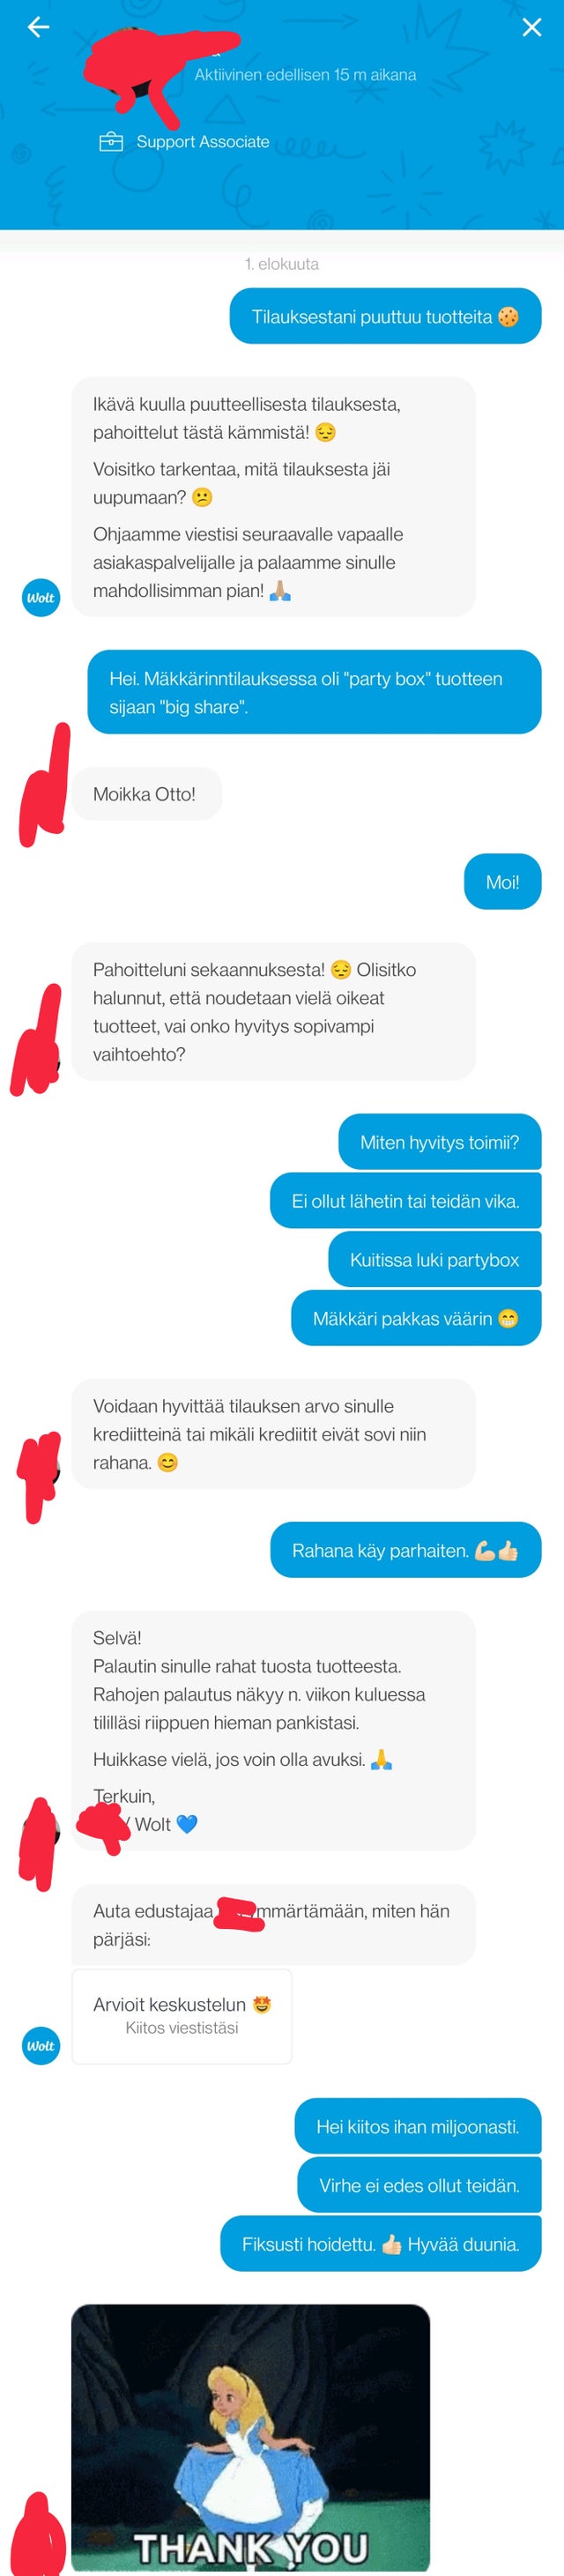 Aktiivinen edellisen 15 m aikana
Support Associate
1. elokuuta
Tilauksestani puuttuu tuotteita 🍪
Ikävä kuulla puutteellisesta tilauksesta,
pahoittelut tästä kämmistä! 😔
Voisitko tarkentaa, mitä tilauksesta jäi
uupumaan? 😕
Ohjaamme viestisi seuraavalle vapaalle
asiakaspalvelijalle ja palaamme sinulle
mahdollisimman pian! 🙏🏽
Wolt
Hei. Mäkkärinntilauksessa oli "party box" tuotteen
sijaan "big share".
Moikka Otto!
Moi!
Pahoitteluni sekaannuksesta! 😔 Olisitko
halunnut, että noudetaan vielä oikeat
tuotteet, vai onko hyvitys sopivampi
vaihtoehto?
Miten hyvitys toimii?
Ei ollut lähetin tai teidän vika.
Kuitissa luki partybox
Mäkkäri pakkas väärin 😁
Voidaan hyvittää tilauksen arvo sinulle
krediitteinä tai mikäli krediitit eivät sovi niin
rahana. 😊
Rahana käy parhaiten. 💪🏻👍🏻
Selvä!
Palautin sinulle rahat tuosta tuotteesta.
Rahojen palautus näkyy n. viikon kuluessa
tililläsi riippuen hieman pankistasi.
Huikkase vielä, jos voin olla avuksi. 🙏
Terkuin,
/ Wolt 💙
Auta edustajaa mmärtämään, miten hän
pärjäsi:
Arvioit keskustelun 🤩
Kiitos viestistäsi
Wolt
Hei kiitos ihan miljoonasti.
Virhe ei edes ollut teidän.
Fiksusti hoidettu. 👍🏻 Hyvää duunia.
THANK YOU